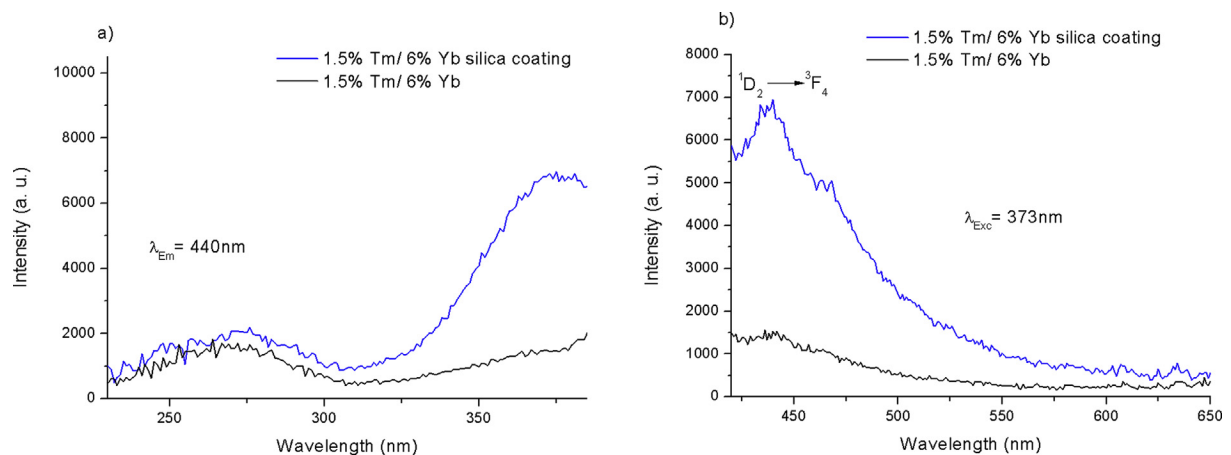 a)
1.5% Tm/ 6% Yb silica coating
1.5% Tm/ 6% Yb
10000
8000
6000
4000
2000
0
Intensity (a. u.)
λEm= 440nm
250
300
350
Wavelength (nm)
b)
1.5% Tm/ 6% Yb silica coating
1.5% Tm/ 6% Yb
8000
7000
6000
5000
4000
3000
2000
1000
0
Intensity (a. u.)
¹D₂ → ³F₄
λExc= 373nm
450
500
550
600
650
Wavelength (nm)